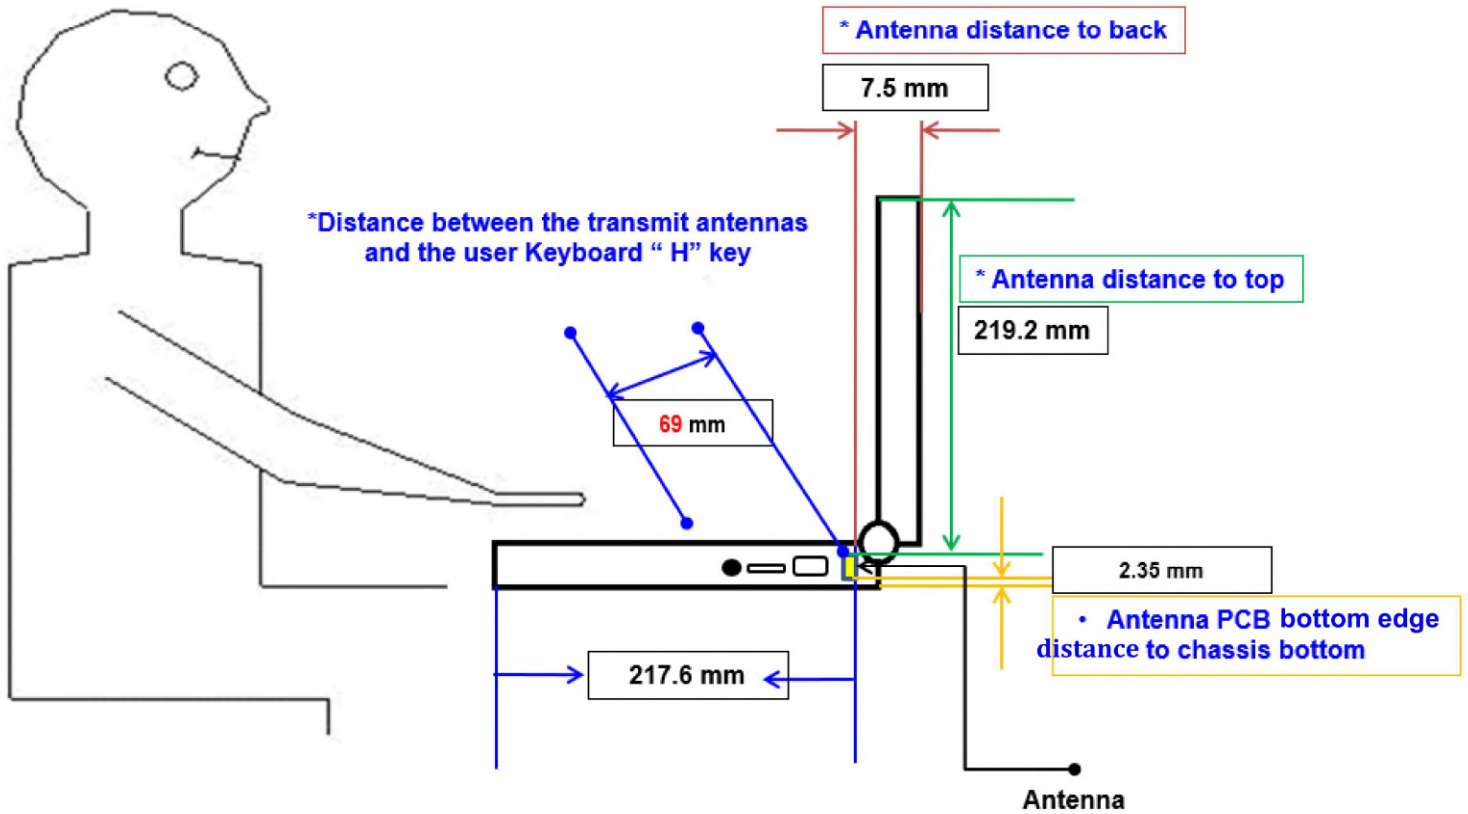 * Antenna distance to back
7.5 mm
*Distance between the transmit antennas
and the user Keyboard “ H” key
* Antenna distance to top
219.2 mm
69 mm
2.35 mm
• Antenna PCB bottom edge
distance to chassis bottom
217.6 mm
Antenna